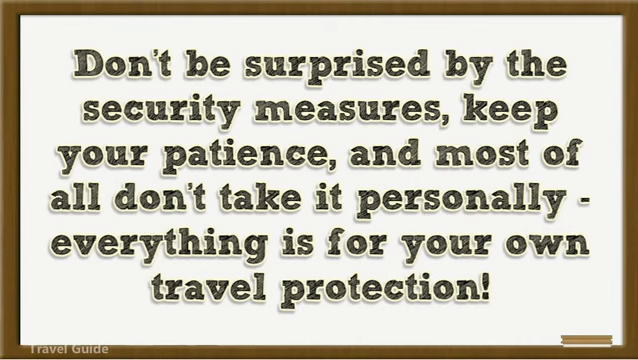 Don't be surprised by the
security measures, keep
your patience, and most of
all don't take it personally -
everything is for your own
travel protection!
Travel Guide